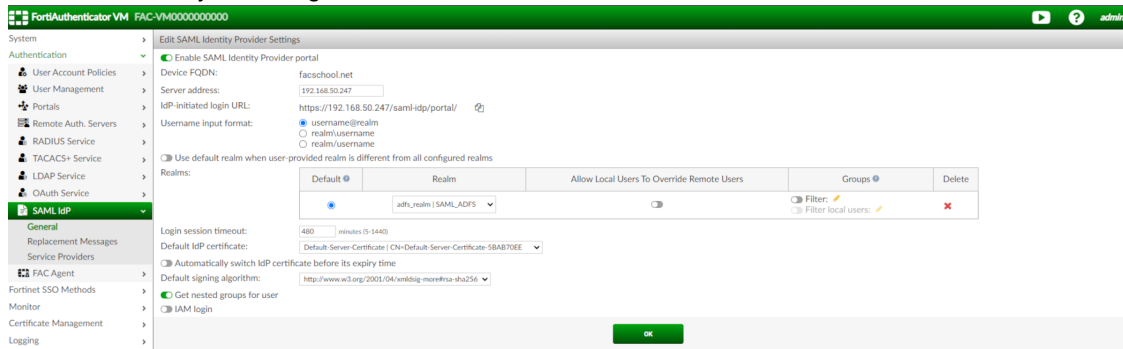 FortiAuthenticator VM FAC-VM0000000000
admin
System
Authentication
User Account Policies
User Management
Portals
Remote Auth. Servers
RADIUS Service
TACACS+ Service
LDAP Service
OAuth Service
SAML IdP
General
Replacement Messages
Service Providers
FAC Agent
Fortinet SSO Methods
Monitor
Certificate Management
Logging
Edit SAML Identity Provider Settings
Enable SAML Identity Provider portal
Device FQDN: facschool.net
Server address: 192.168.50.247
IdP-initiated login URL: https://192.168.50.247/saml-idp/portal/
Username input format: username@realm
realm\username
realm/username
Use default realm when user-provided realm is different from all configured realms
Realms:
Default Realm Allow Local Users To Override Remote Users Groups Delete
adfs_realm | SAML_ADFS Filter:
Filter local users:
Login session timeout: 480 minutes (5-1440)
Default IdP certificate: Default-Server-Certificate | CN=Default-Server-Certificate-5BAB70EE
Automatically switch IdP certificate before its expiry time
Default signing algorithm: http://www.w3.org/2001/04/xmldsig-more#rsa-sha256
Get nested groups for user
IAM login
OK